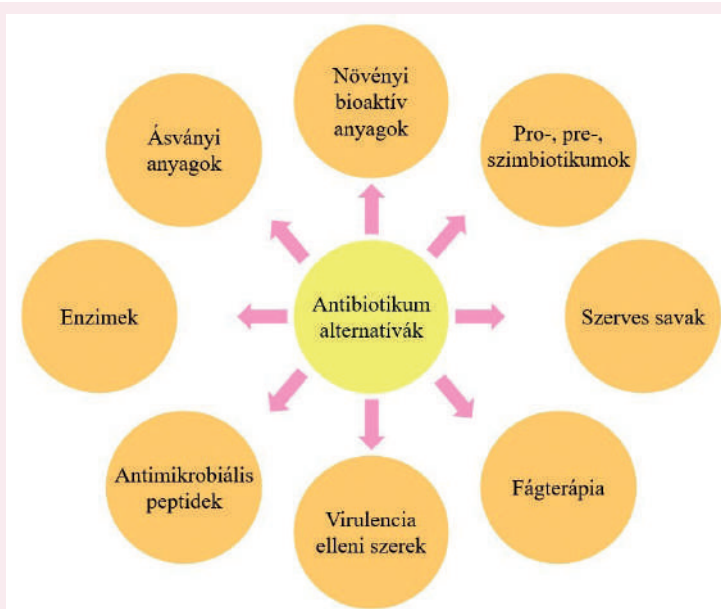 Növényi
bioaktív
anyagok
Pro-, pre-,
szimbiotikumok
Szerves savak
Fágterápia
Virulencia
elleni szerek
Antimikrobiális
peptidek
Enzimek
Ásványi
anyagok
Antibiotikum
alternatívák